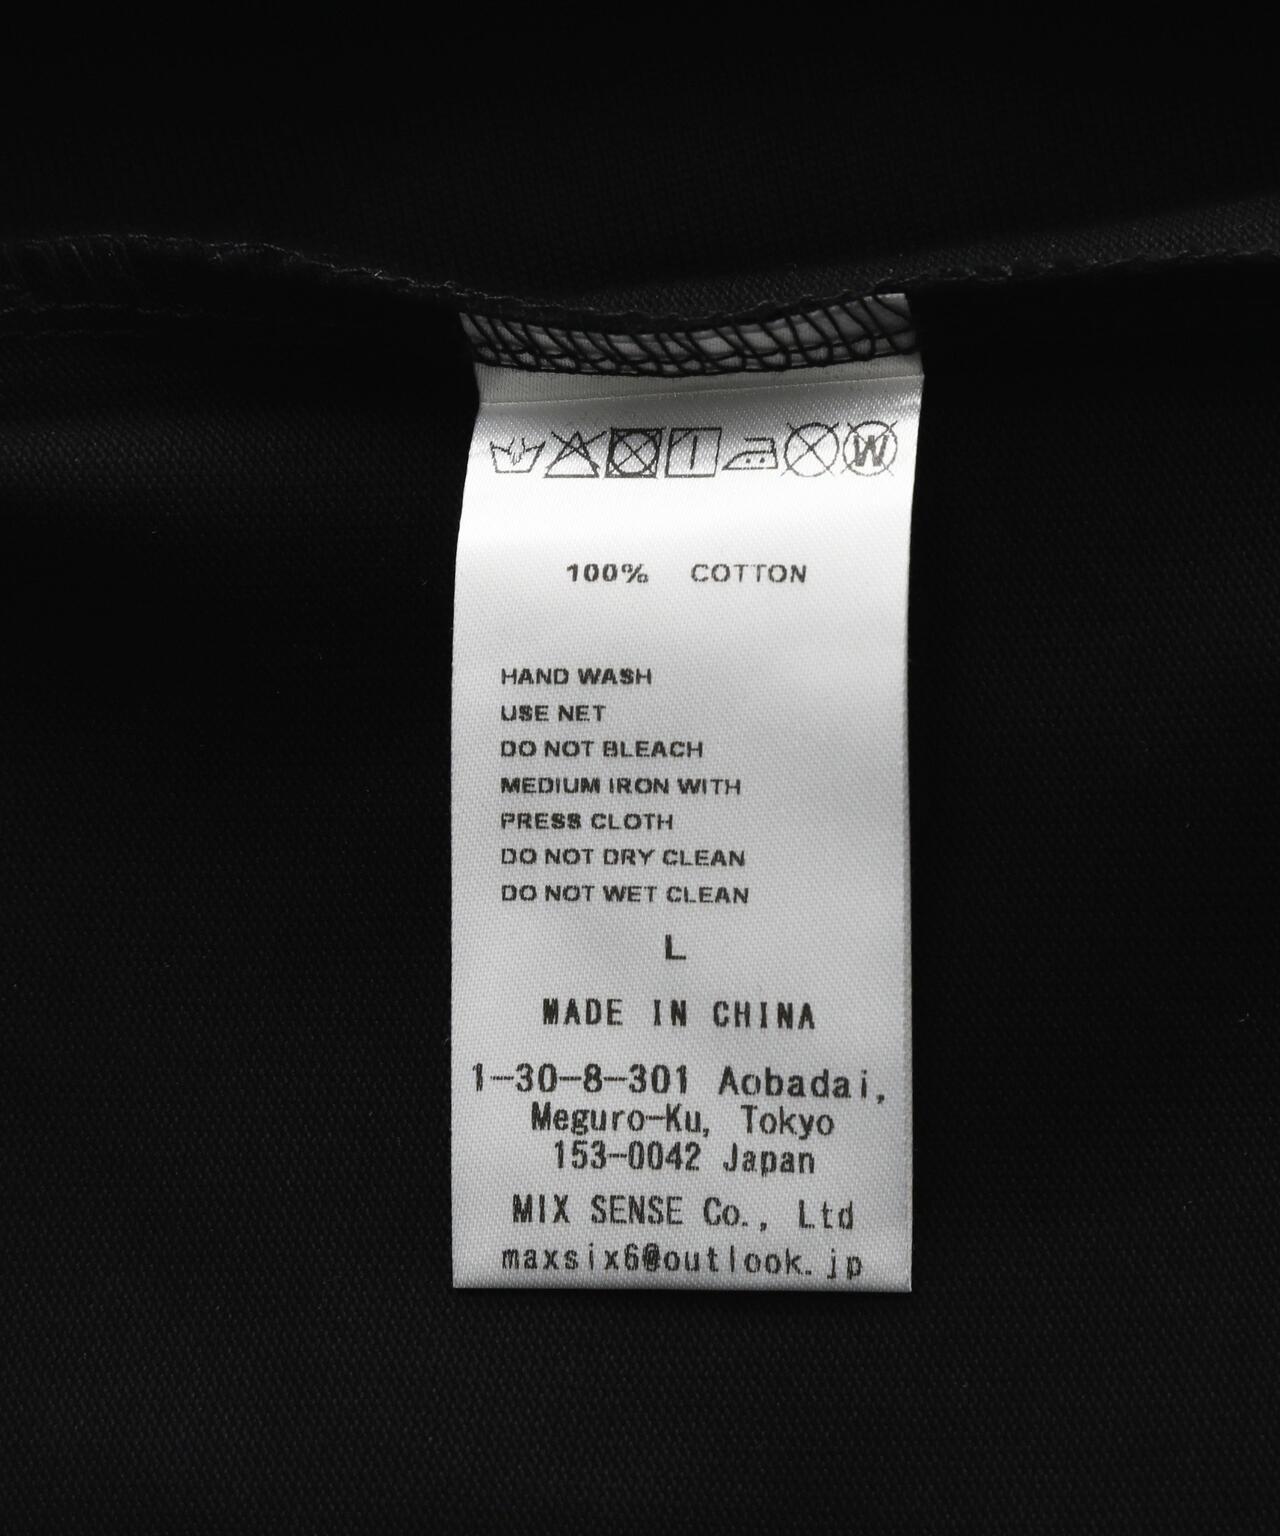 W
100% COTTON
HAND WASH
USE NET
DO NOT BLEACH
MEDIUM IRON WITH
PRESS CLOTH
DO NOT DRY CLEAN
DO NOT WET CLEAN
L
MADE IN CHINA
1-30-8-301 Aobadai,
Meguro-Ku, Tokyo
153-0042 Japan
MIX SENSE Co., Ltd
maxsix6@outlook.jp